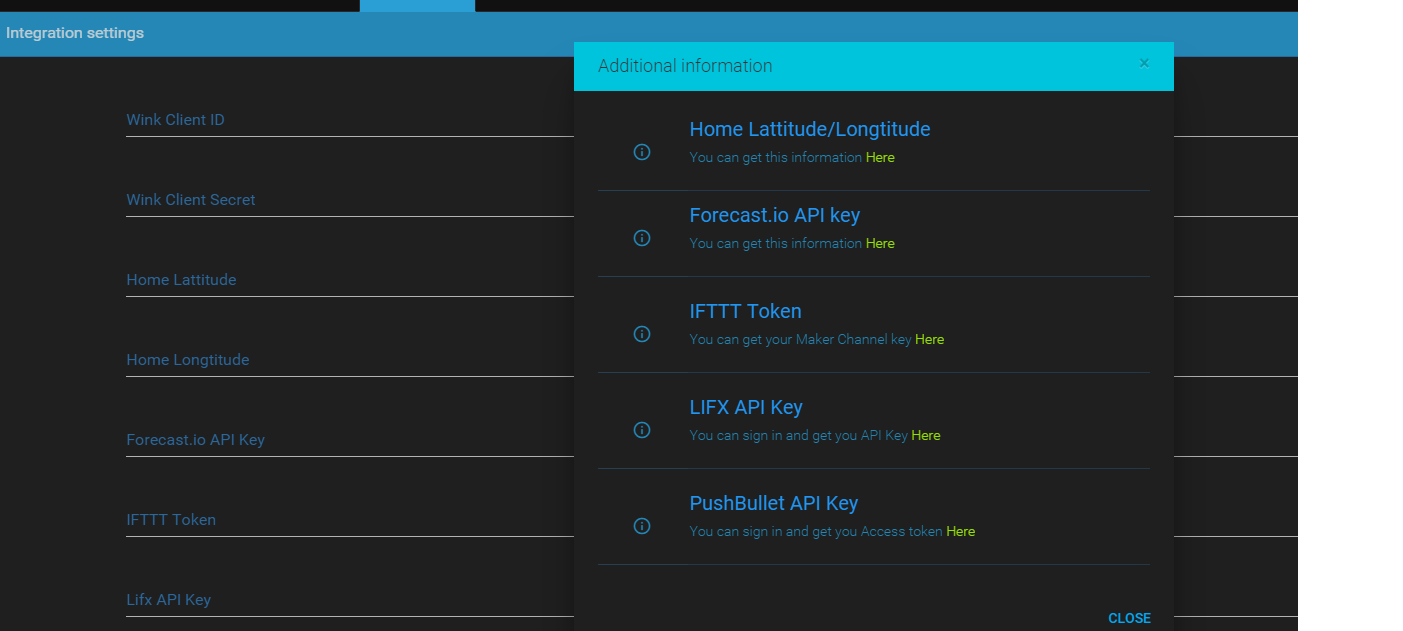 Integration settings
Wink Client ID
Wink Client Secret
Home Lattitude
Home Longtitude
Forecast.io API Key
IFTTT Token
Lifx API Key
Additional information
×
Home Lattitude/Longtitude
You can get this information Here
Forecast.io API key
You can get this information Here
IFTTT Token
You can get your Maker Channel key Here
LIFX API Key
You can sign in and get you API Key Here
PushBullet API Key
You can sign in and get you Access token Here
CLOSE